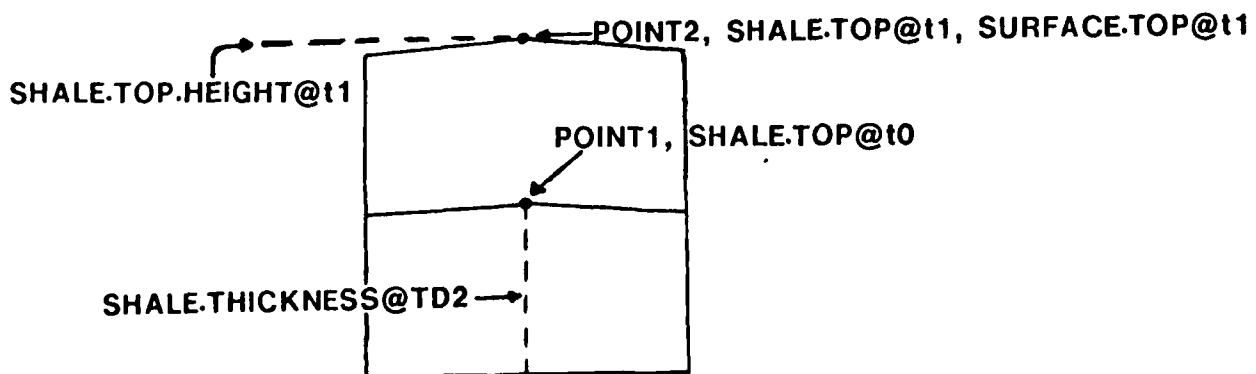 POINT2, SHALE.TOP@t1, SURFACE.TOP@t1
SHALE.TOP.HEIGHT@t1
POINT1, SHALE.TOP@t0
SHALE.THICKNESS@TD2